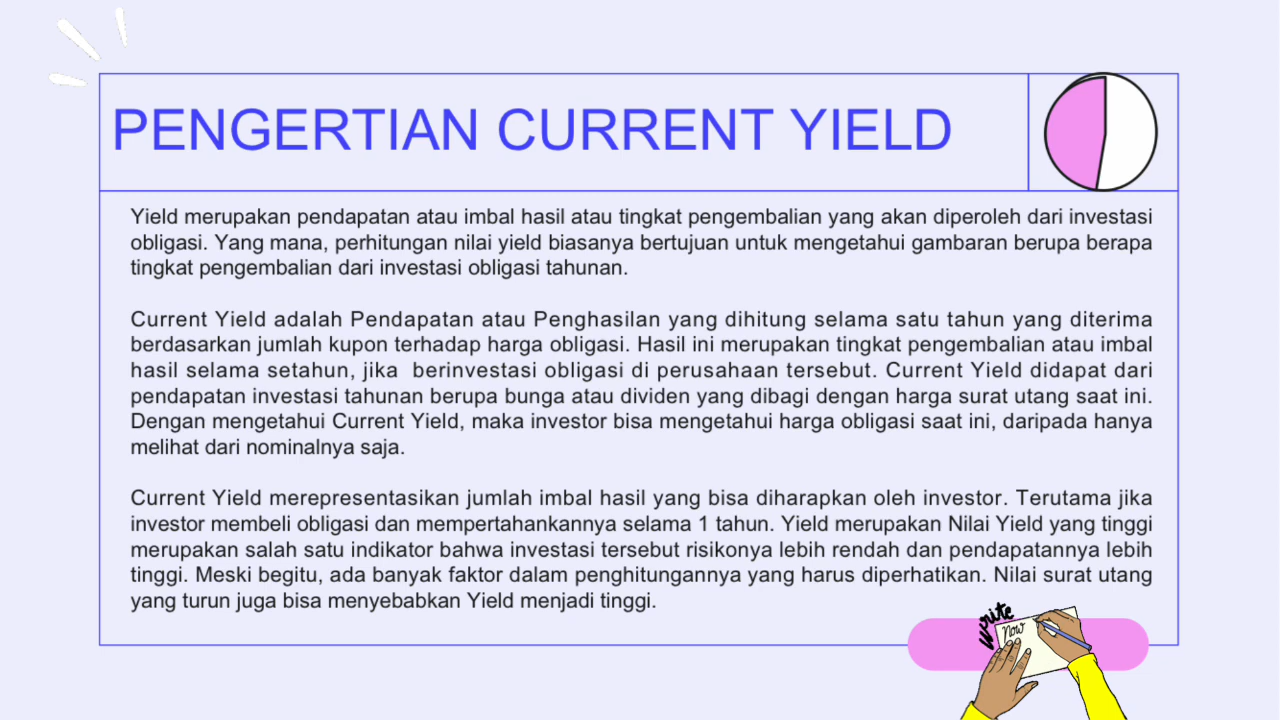 PENGERTIAN CURRENT YIELD
Yield merupakan pendapatan atau imbal hasil atau tingkat pengembalian yang akan diperoleh dari investasi
obligasi. Yang mana, perhitungan nilai yield biasanya bertujuan untuk mengetahui gambaran berupa berapa
tingkat pengembalian dari investasi obligasi tahunan.
Current Yield adalah Pendapatan atau Penghasilan yang dihitung selama satu tahun yang diterima
berdasarkan jumlah kupon terhadap harga obligasi. Hasil ini merupakan tingkat pengembalian atau imbal
hasil selama setahun, jika  berinvestasi obligasi di perusahaan tersebut. Current Yield didapat dari
pendapatan investasi tahunan berupa bunga atau dividen yang dibagi dengan harga surat utang saat ini.
Dengan mengetahui Current Yield, maka investor bisa mengetahui harga obligasi saat ini, daripada hanya
melihat dari nominalnya saja.
Current Yield merepresentasikan jumlah imbal hasil yang bisa diharapkan oleh investor. Terutama jika
investor membeli obligasi dan mempertahankannya selama 1 tahun. Yield merupakan Nilai Yield yang tinggi
merupakan salah satu indikator bahwa investasi tersebut risikonya lebih rendah dan pendapatannya lebih
tinggi. Meski begitu, ada banyak faktor dalam penghitungannya yang harus diperhatikan. Nilai surat utang
yang turun juga bisa menyebabkan Yield menjadi tinggi.
write
now